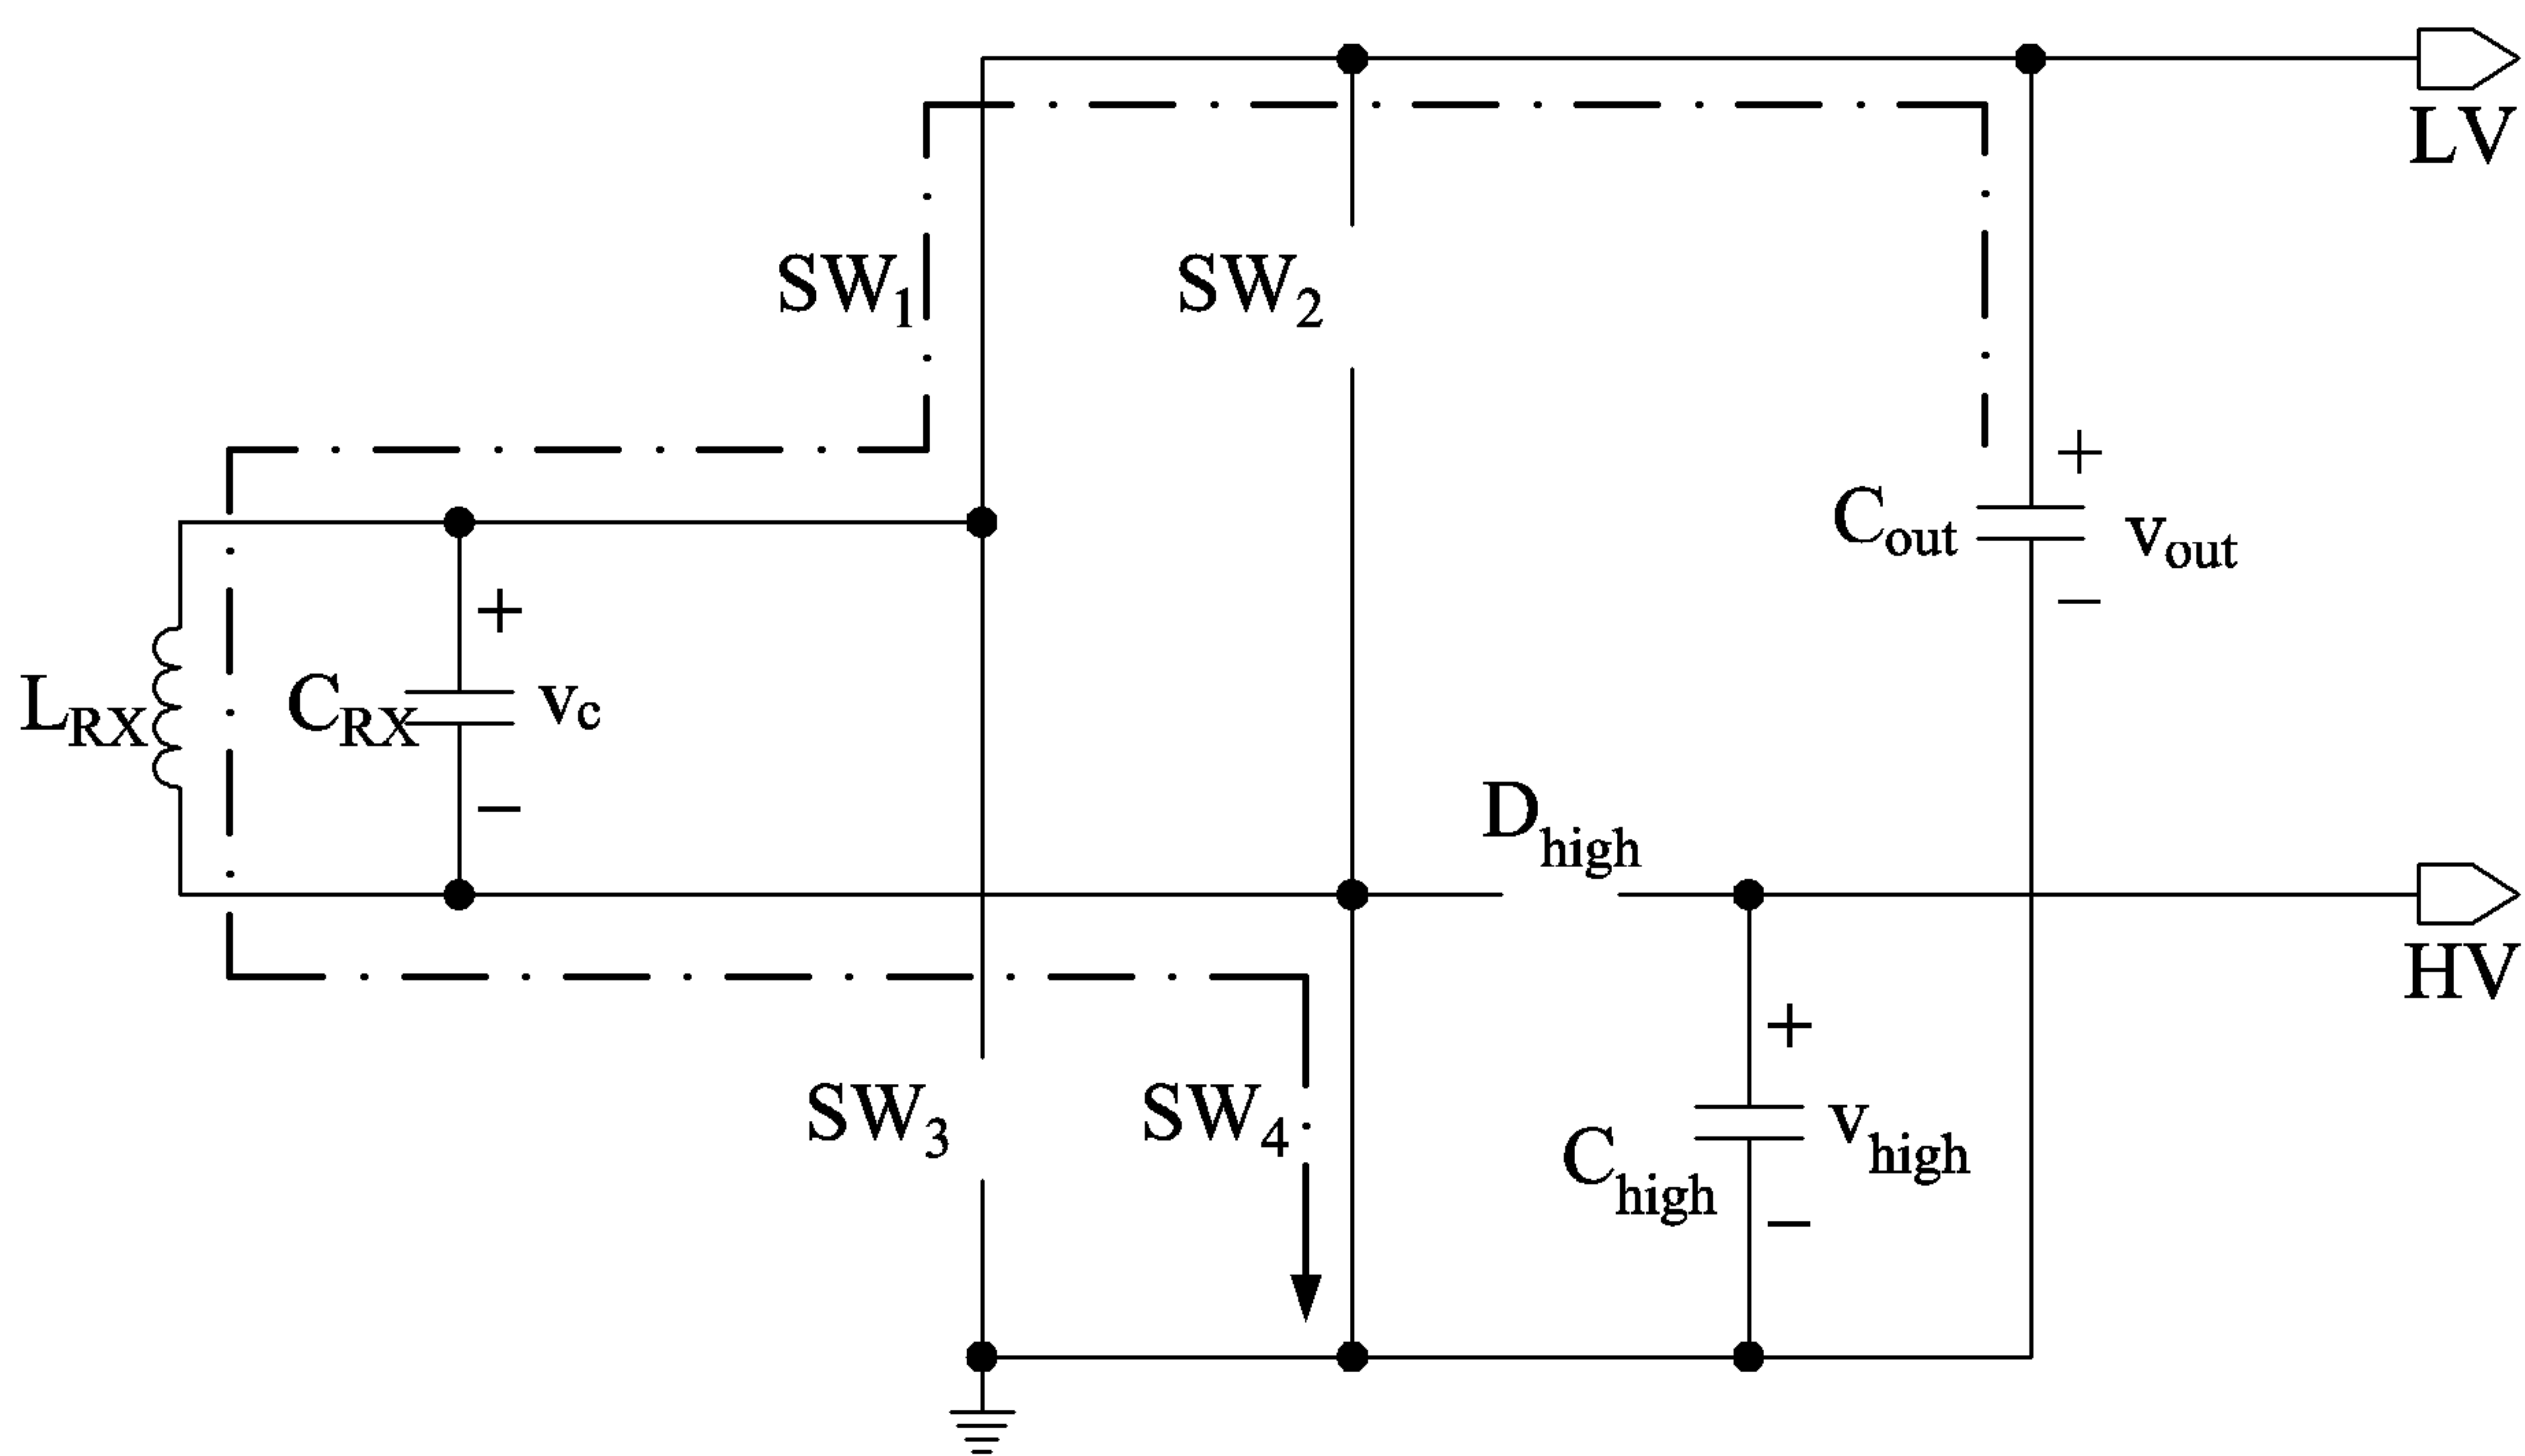 LV
SW1
SW2
+
Cout
vout
−
+
LRX
CRX
vc
−
Dhigh
HV
+
SW3
SW4
Chigh
vhigh
−